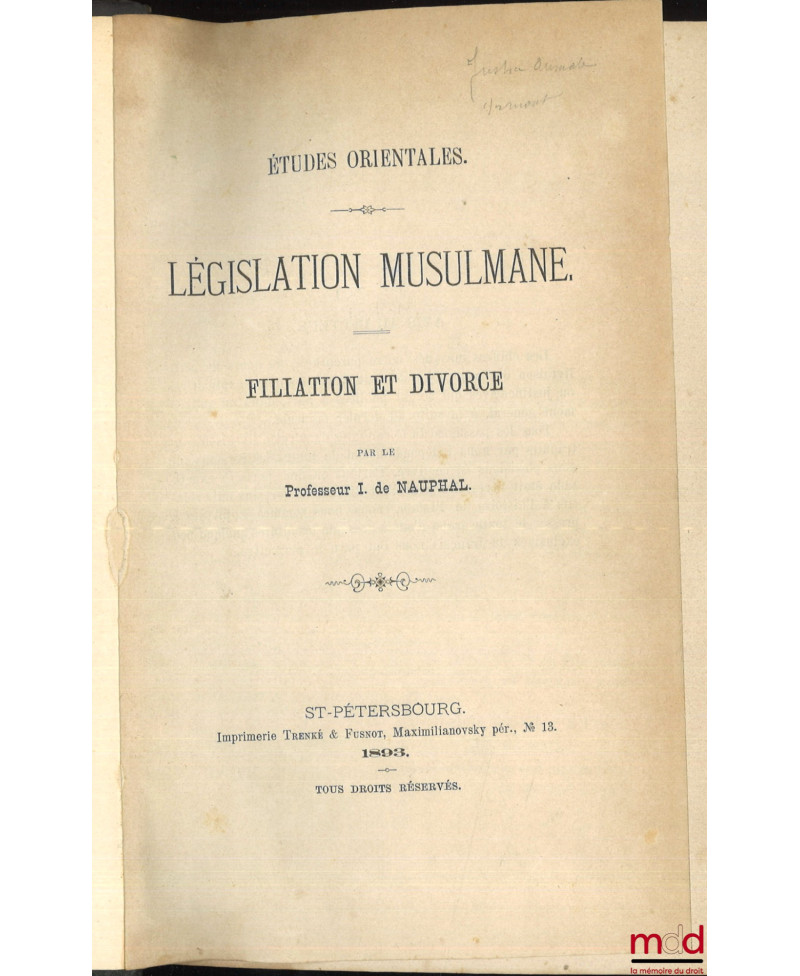 ÉTUDES ORIENTALES.
LÉGISLATION MUSULMANE.
FILIATION ET DIVORCE
PAR LE
Professeur I. de NAUPHAL.
ST-PÉTERSBOURG.
Imprimerie TRENKÉ & FUSNOT, Maximilianovsky pér., № 13.
1893.
TOUS DROITS RÉSERVÉS.
mdd
la mémoire du droit